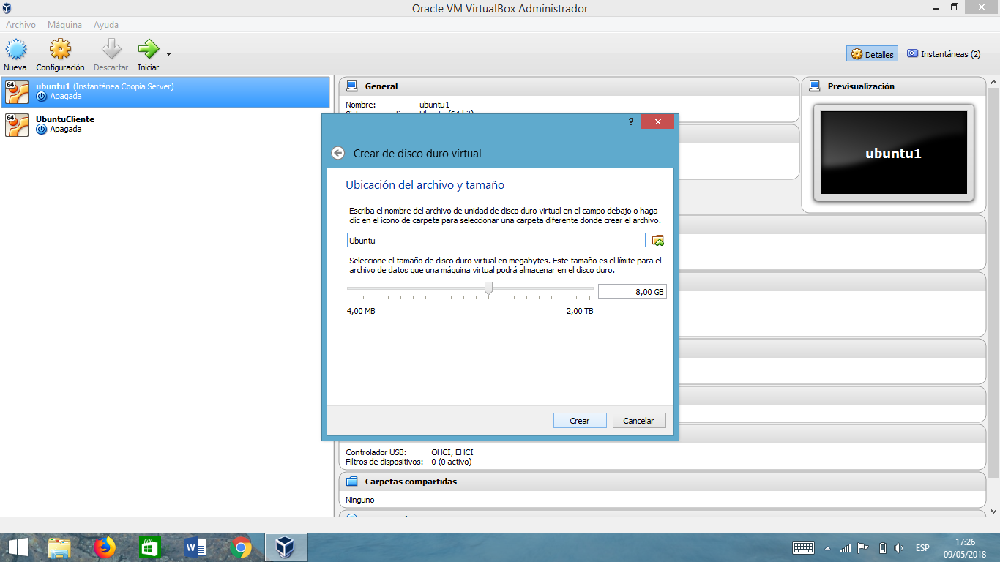 Oracle VM VirtualBox Administrador
Archivo Máquina Ayuda
Nueva Configuración Descartar Iniciar
Detalles Instantáneas (2)
64 ubuntu1 (Instantánea Coopia Server)
Apagada
64 UbuntuCliente
Apagada
General
Nombre: ubuntu1
Previsualización
ubuntu1
?
Crear de disco duro virtual
Ubicación del archivo y tamaño
Escriba el nombre del archivo de unidad de disco duro virtual en el campo debajo o haga
clic en el icono de carpeta para seleccionar una carpeta diferente donde crear el archivo.
Ubuntu
Seleccione el tamaño de disco duro virtual en megabytes. Este tamaño es el límite para el
archivo de datos que una máquina virtual podrá almacenar en el disco duro.
8,00 GB
4,00 MB 2,00 TB
Crear Cancelar
Controlador USB: OHCI, EHCI
Filtros de dispositivos: 0 (0 activo)
Carpetas compartidas
Ninguno
ESP
17:26
09/05/2018